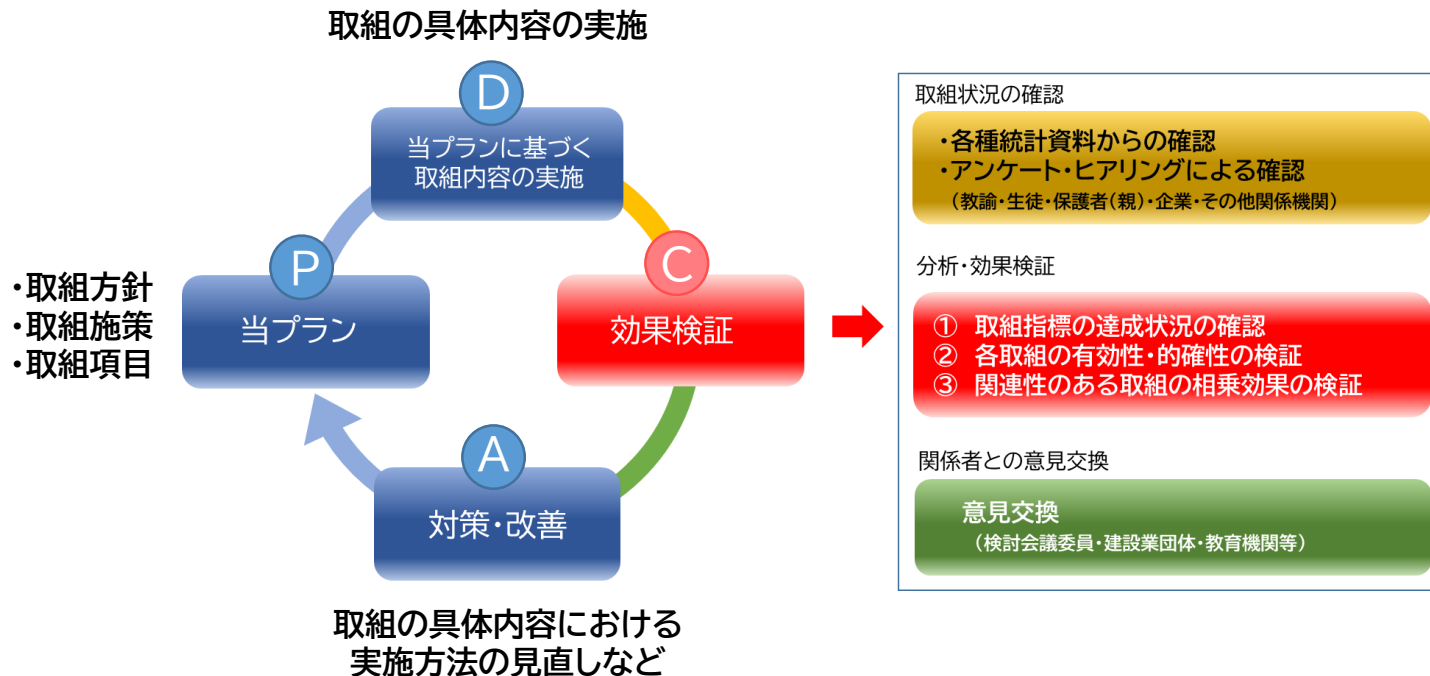 取組の具体内容の実施
D
当プランに基づく
取組内容の実施
P
当プラン
・取組方針
・取組施策
・取組項目
C
効果検証
A
対策・改善
取組の具体内容における
実施方法の見直しなど
取組状況の確認
・各種統計資料からの確認
・アンケート・ヒアリングによる確認
（教諭・生徒・保護者（親）・企業・その他関係機関）
分析・効果検証
① 取組指標の達成状況の確認
② 各取組の有効性・的確性の検証
③ 関連性のある取組の相乗効果の検証
関係者との意見交換
意見交換
（検討会議委員・建設業団体・教育機関等）